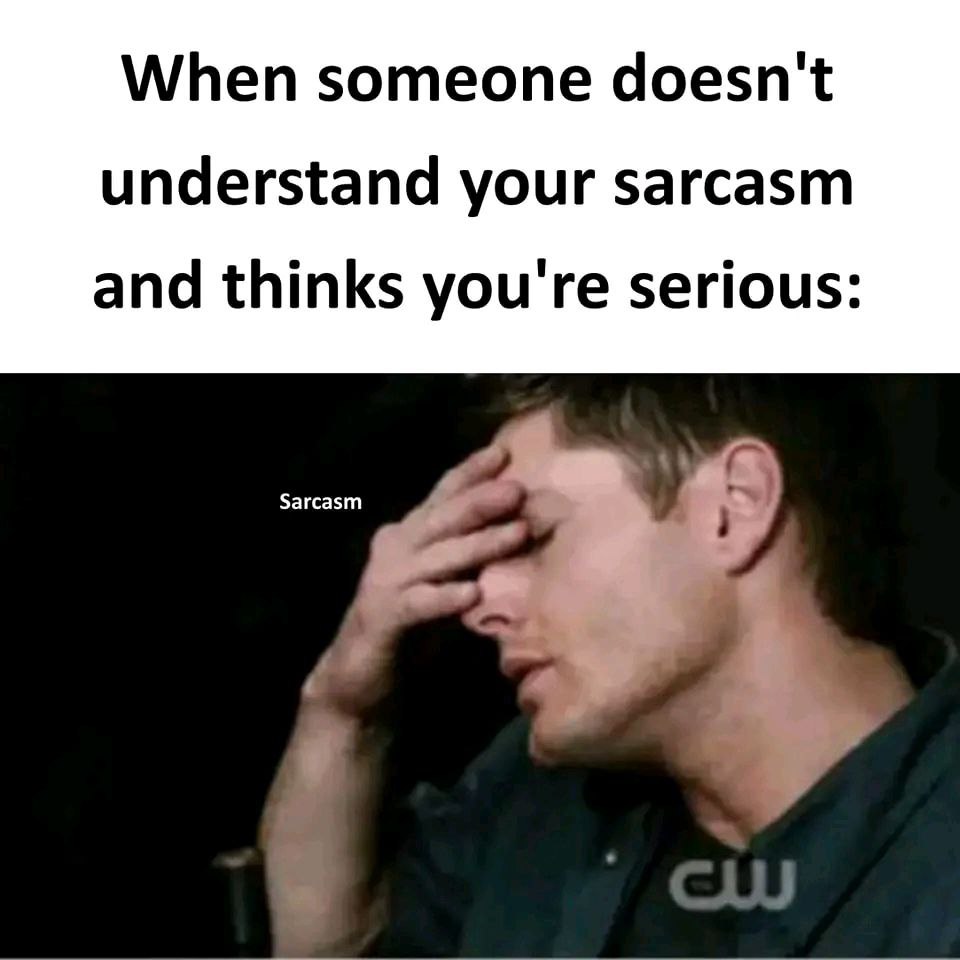 When someone doesn't
understand your sarcasm
and thinks you're serious:
Sarcasm
CW